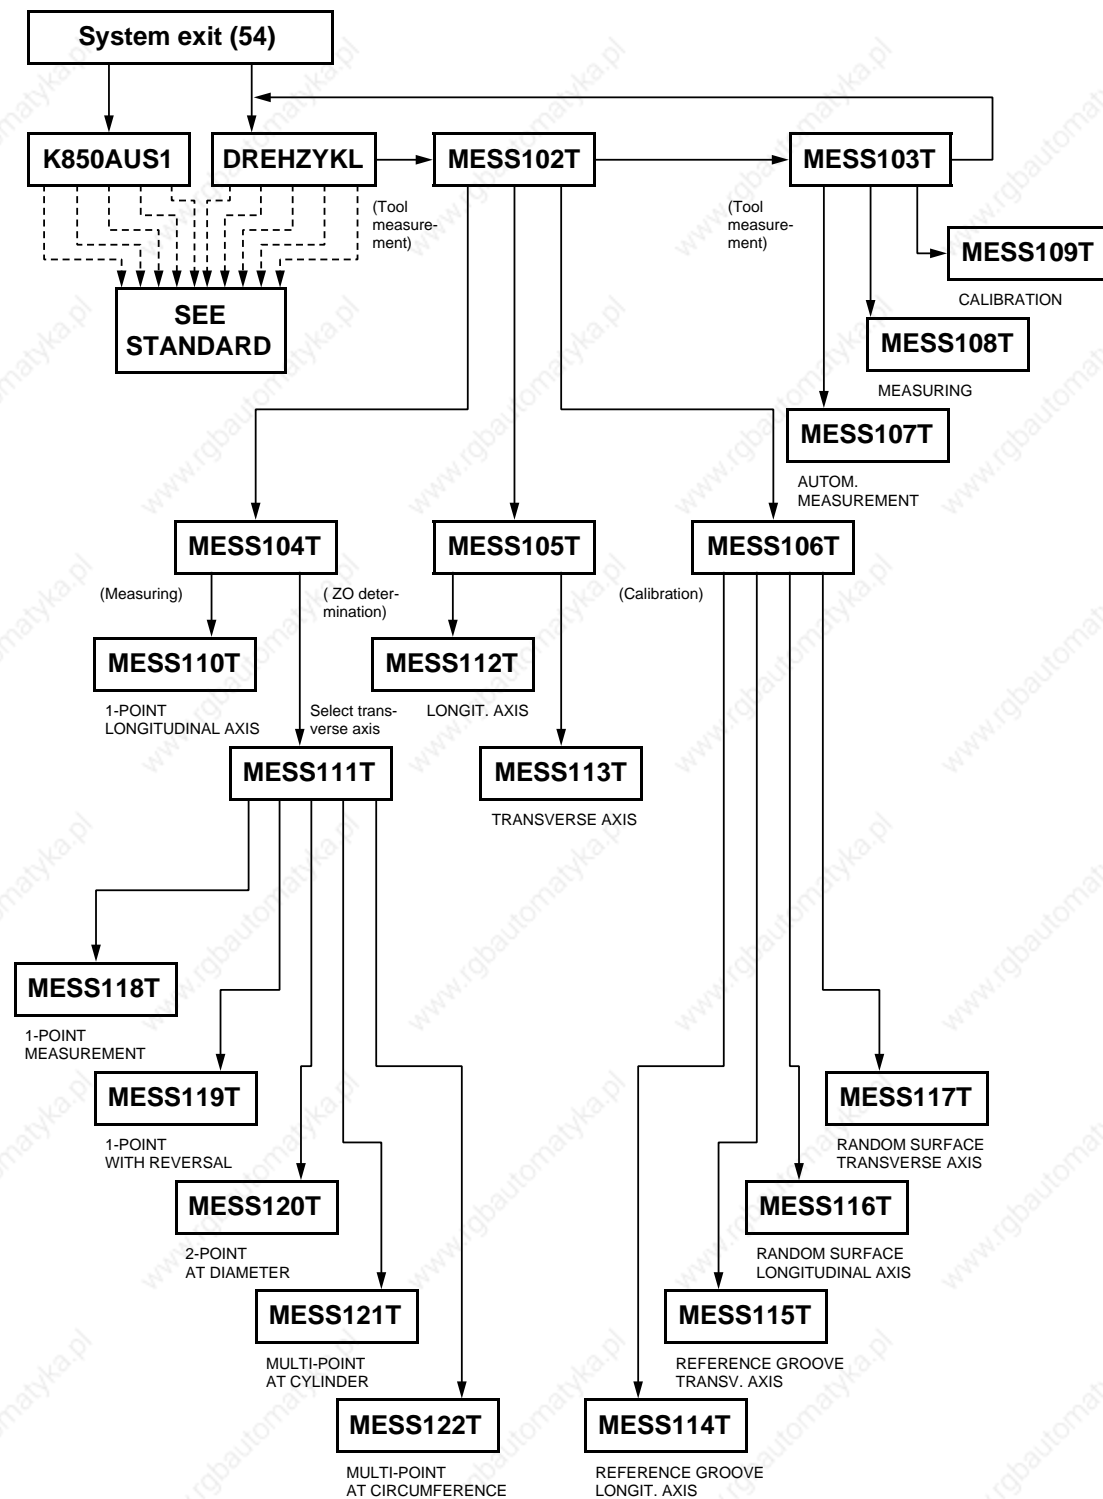 System exit (54)
K850AUS1
DREHZYKL
MESS102T
MESS103T
(Tool
measure-
ment)
(Tool
measure-
ment)
MESS109T
CALIBRATION
SEE
STANDARD
MESS108T
MEASURING
MESS107T
AUTOM.
MEASUREMENT
MESS104T
MESS105T
MESS106T
(Measuring)
( ZO deter-
mination)
(Calibration)
MESS110T
MESS112T
1-POINT
LONGITUDINAL AXIS
Select trans-
verse axis
LONGIT. AXIS
MESS111T
MESS113T
TRANSVERSE AXIS
MESS118T
1-POINT
MEASUREMENT
MESS119T
MESS117T
1-POINT
WITH REVERSAL
RANDOM SURFACE
TRANSVERSE AXIS
MESS120T
MESS116T
2-POINT
AT DIAMETER
RANDOM SURFACE
LONGITUDINAL AXIS
MESS121T
MESS115T
MULTI-POINT
AT CYLINDER
REFERENCE GROOVE
TRANSV. AXIS
MESS122T
MESS114T
MULTI-POINT
AT CIRCUMFERENCE
REFERENCE GROOVE
LONGIT. AXIS
www.rgbautomatyka.pl